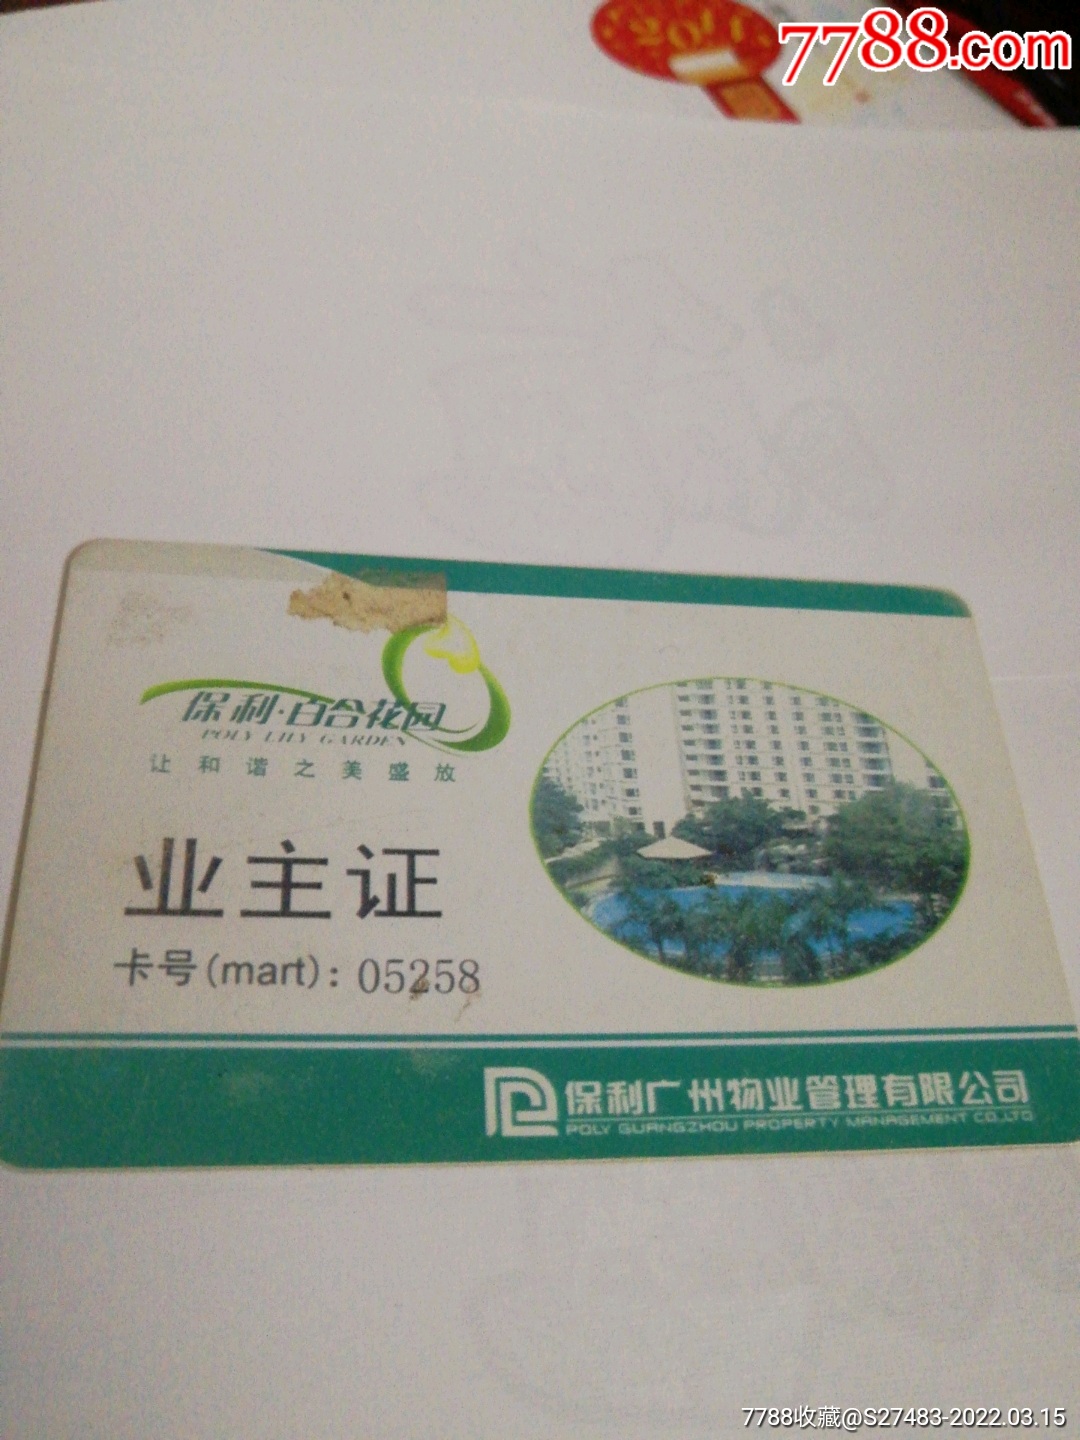 2011
7788.com
保利·百合花园
POLY LILY GARDEN
让和谐之美盛放
业主证
卡号(mart): 05258
保利广州物业管理有限公司
POLY GUANGZHOU PROPERTY MANAGEMENT CO.,LTD
7788收藏@S27483-2022.03.15